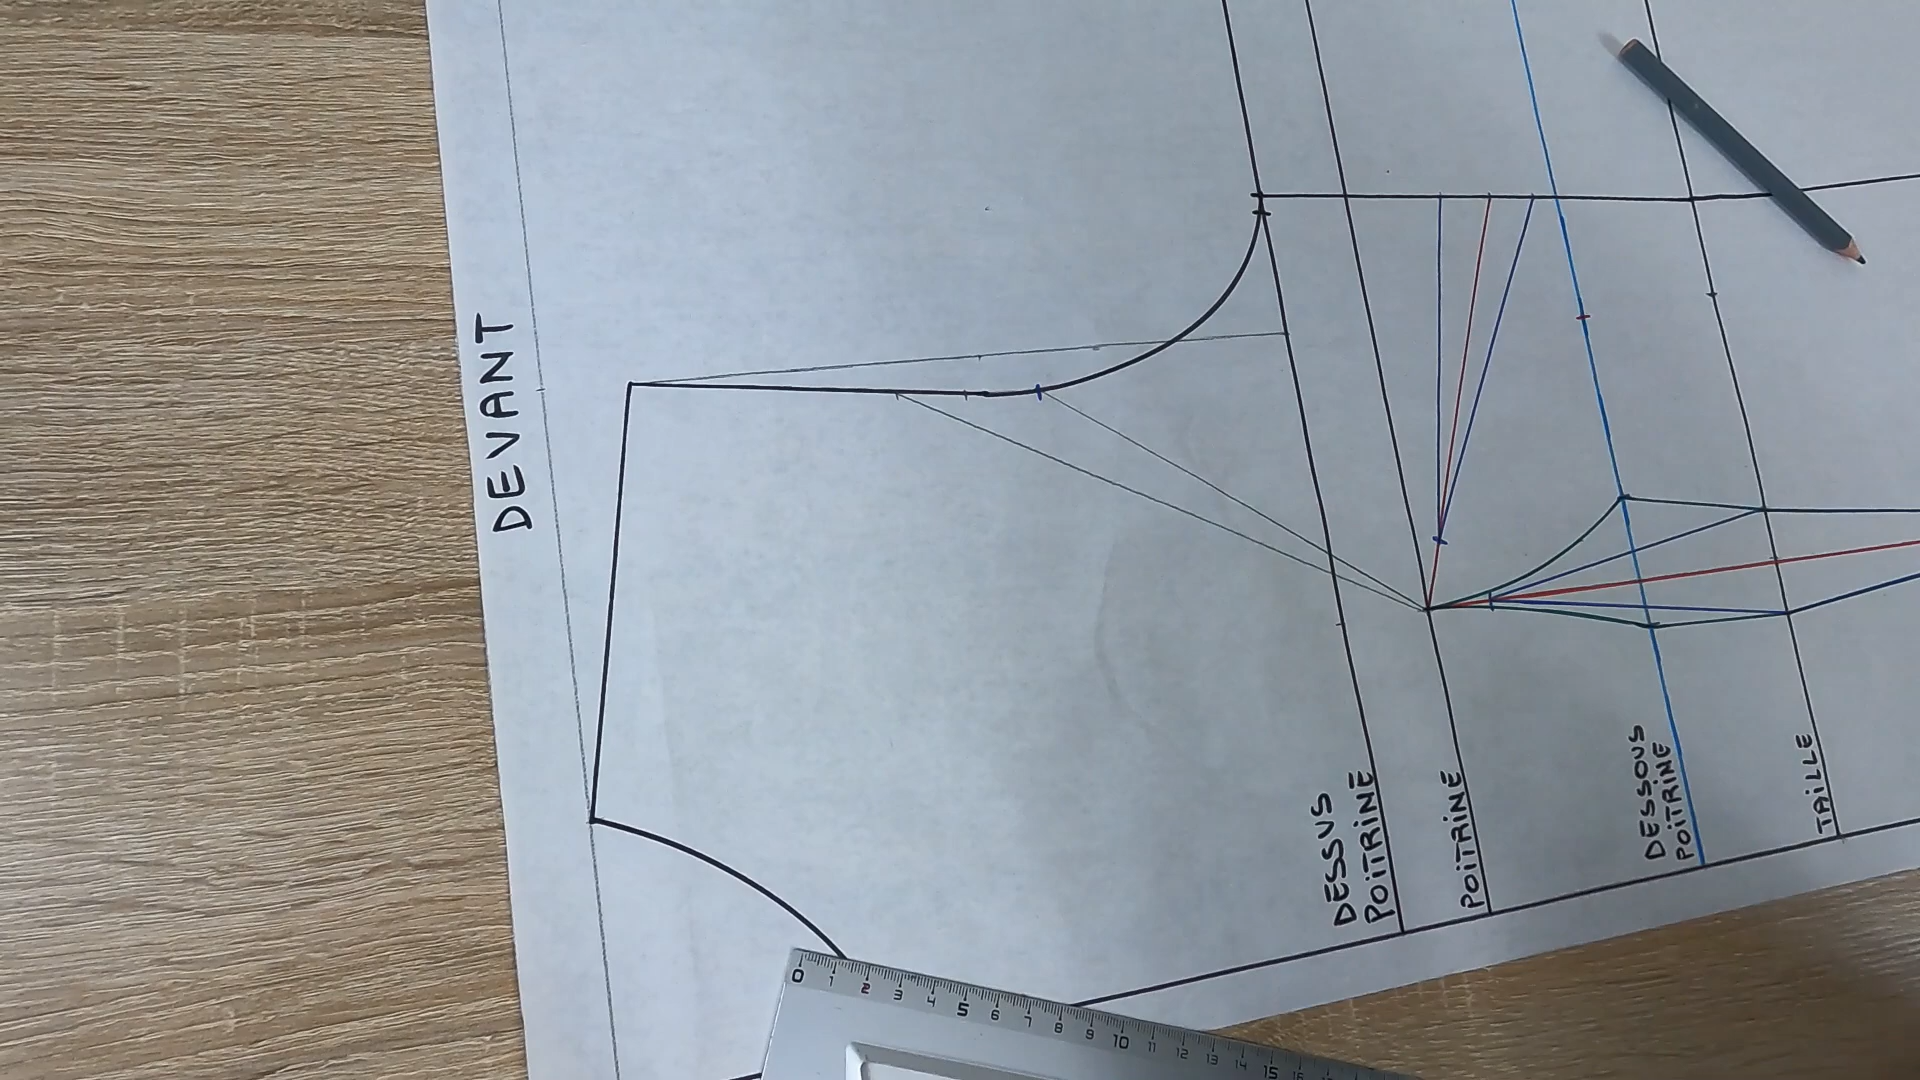 DEVANT
DESSUS
POITRINE
POITRINE
DESSOUS
POITRINE
TAILLE
0 1 2 3 4 5 6 7 8 9 10 11 12 13 14 15 16